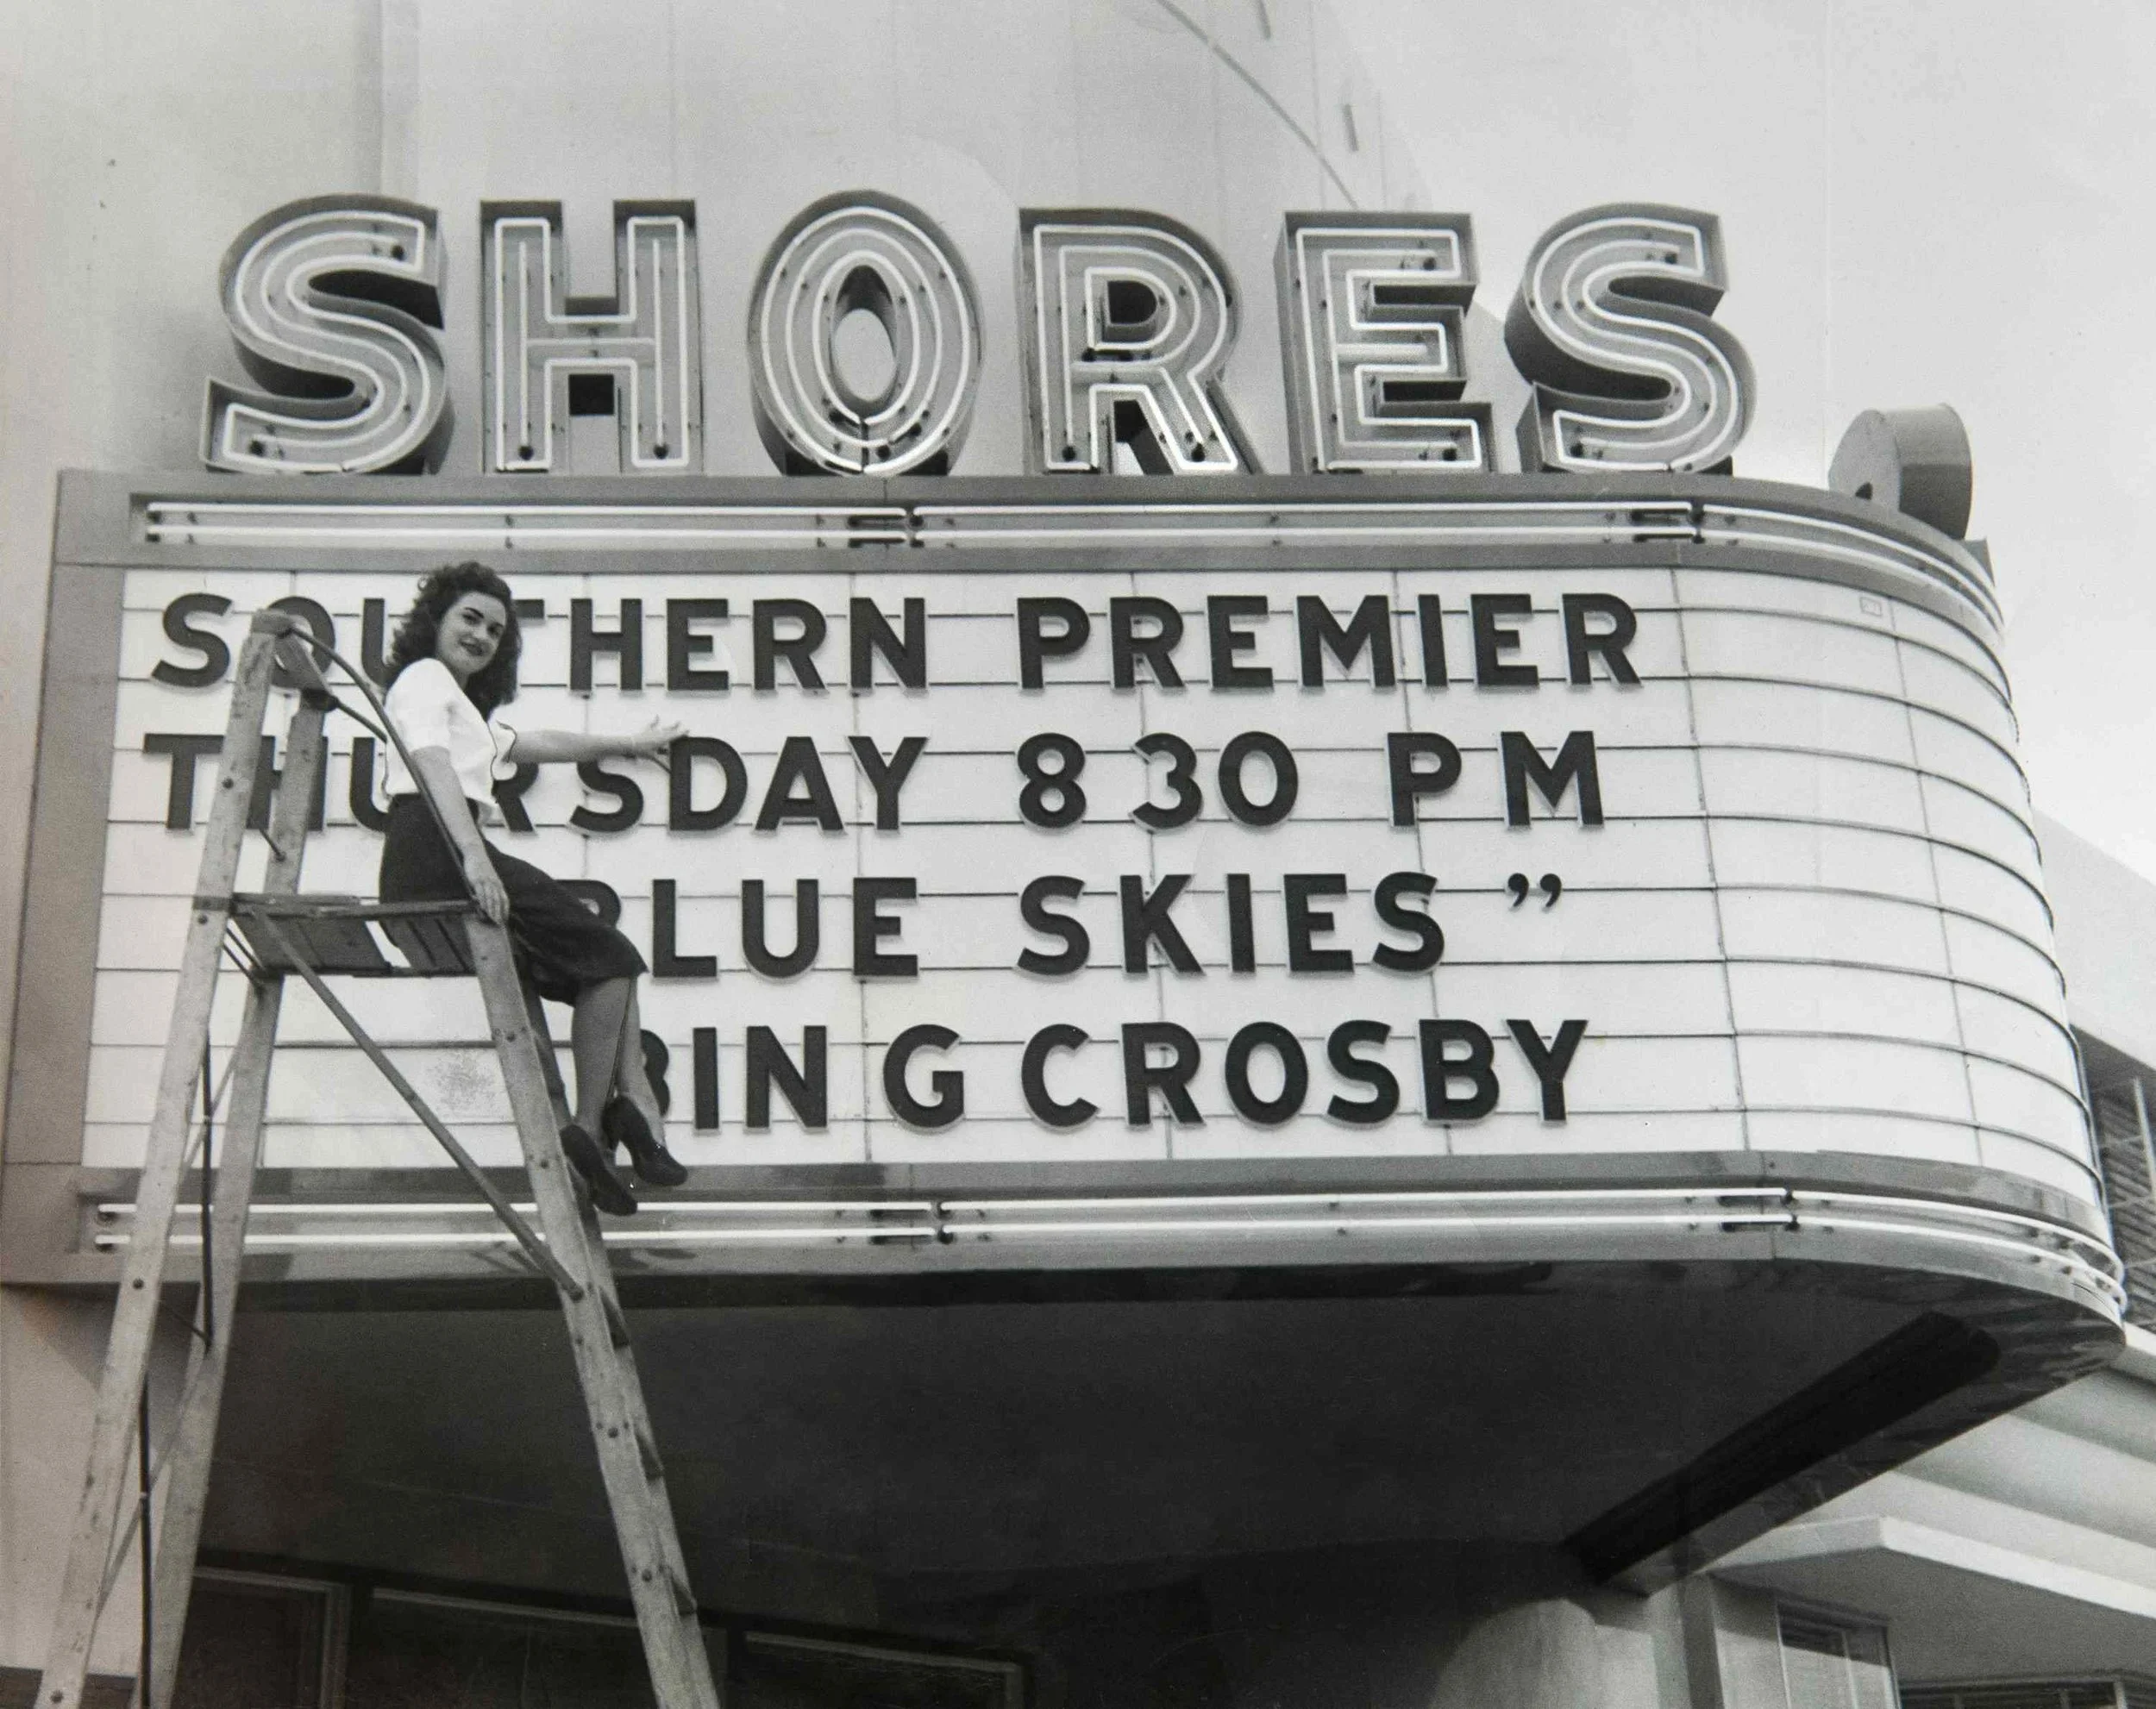 SHORES
SOUTHERN PREMIER
THURSDAY 8 30 PM
BLUE SKIES ”
BING CROSBY